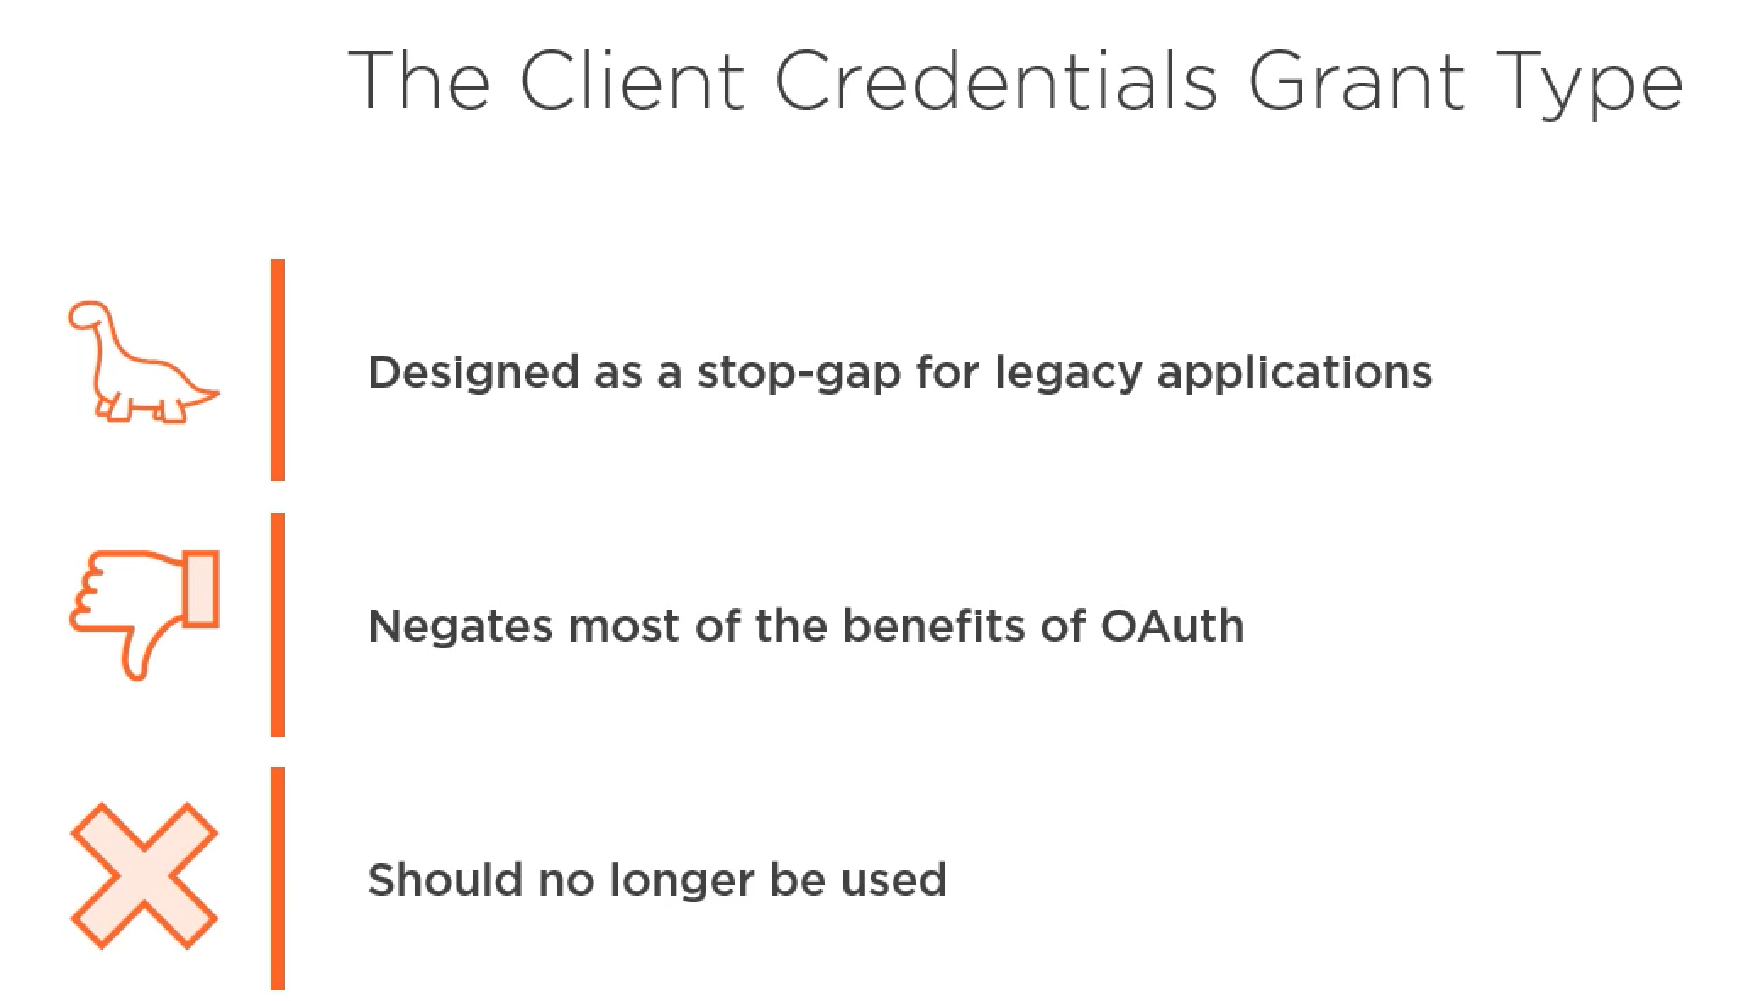 The Client Credentials Grant Type
Designed as a stop-gap for legacy applications
Negates most of the benefits of OAuth
Should no longer be used